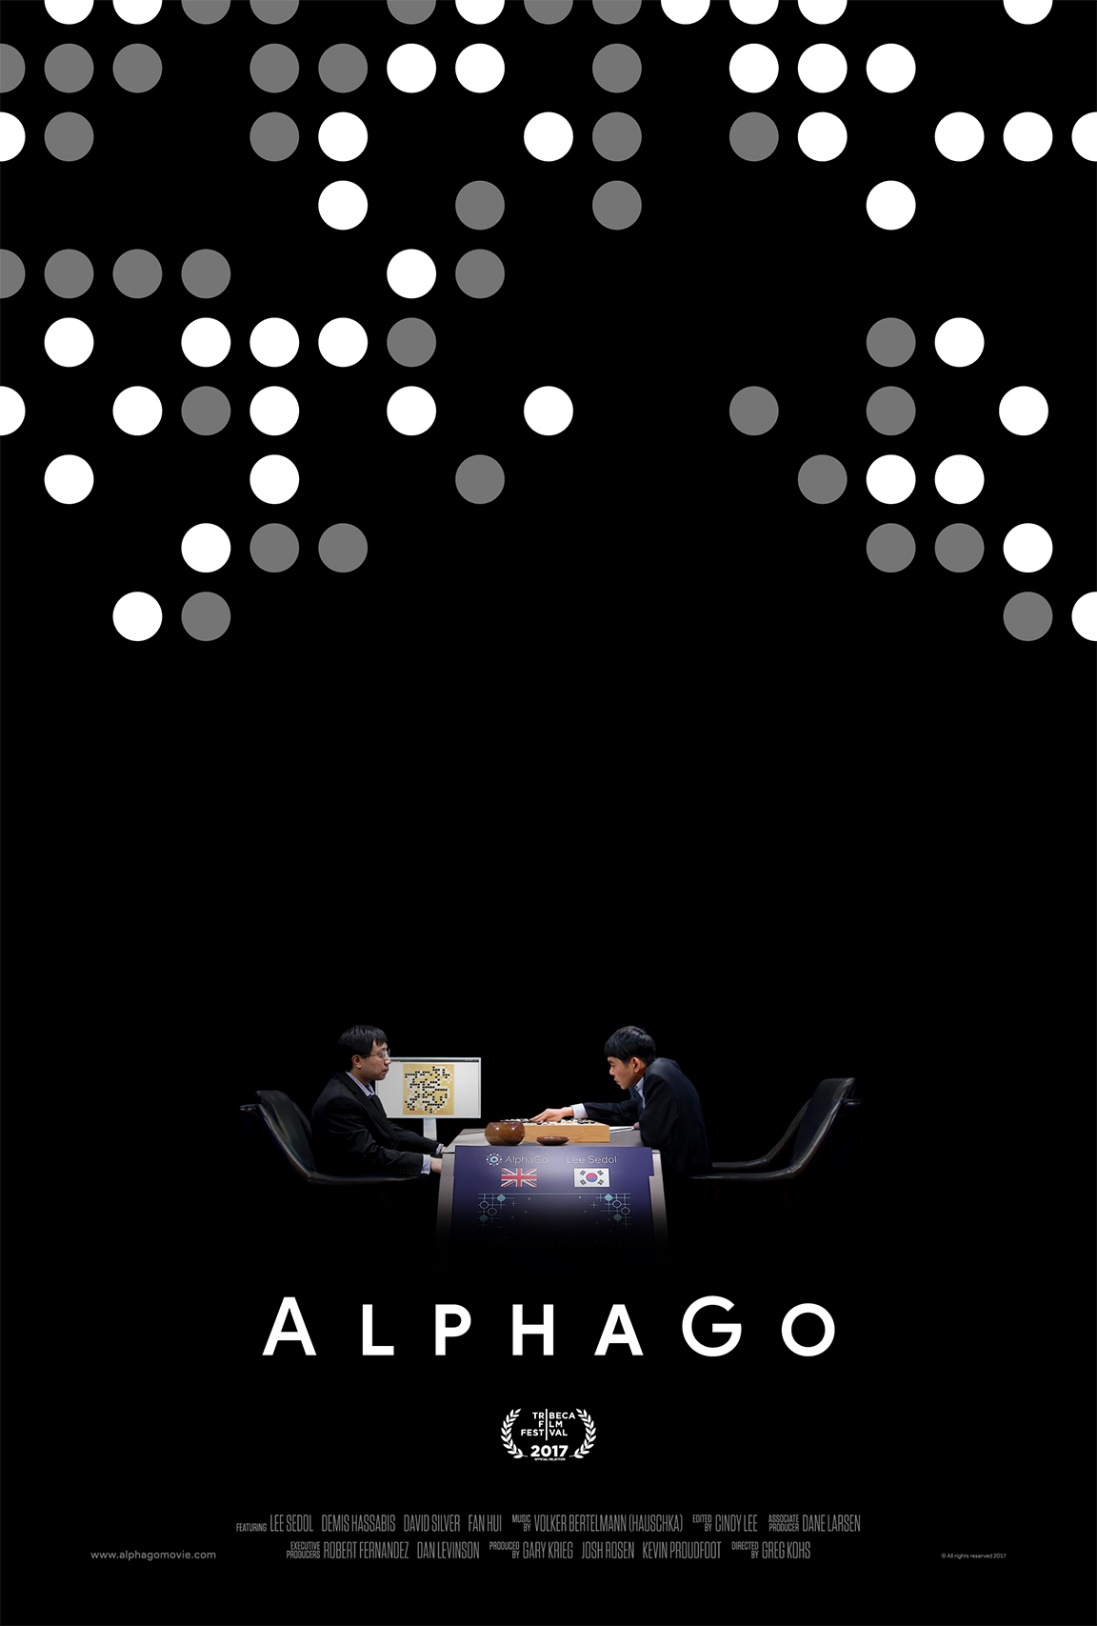 AlphaGo Lee Sedol
ALPHAGO
TRIBECA
FILM
FESTIVAL
2017
OFFICIAL SELECTION
FEATURING LEE SEDOL DEMIS HASSABIS DAVID SILVER FAN HUI MUSIC BY VOLKER BERTELMANN (HAUSCHKA) EDITED BY CINDY LEE ASSOCIATE PRODUCER DANE LARSEN
EXECUTIVE PRODUCERS ROBERT FERNANDEZ DAN LEVINSON PRODUCED BY GARY KRIEG JOSH ROSEN KEVIN PROUDFOOT DIRECTED BY GREG KOHS
www.alphagomovie.com
© All rights reserved 2017